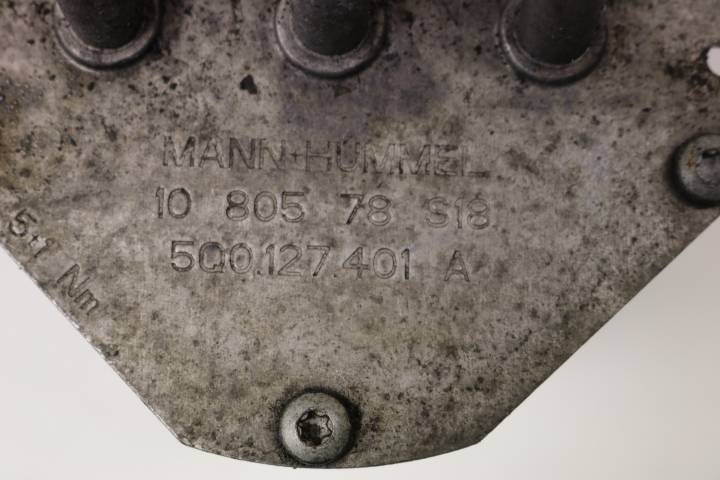 MANN+HUMMEL
10 805 78 S18
5Q0.127.401 A
5±1 Nm